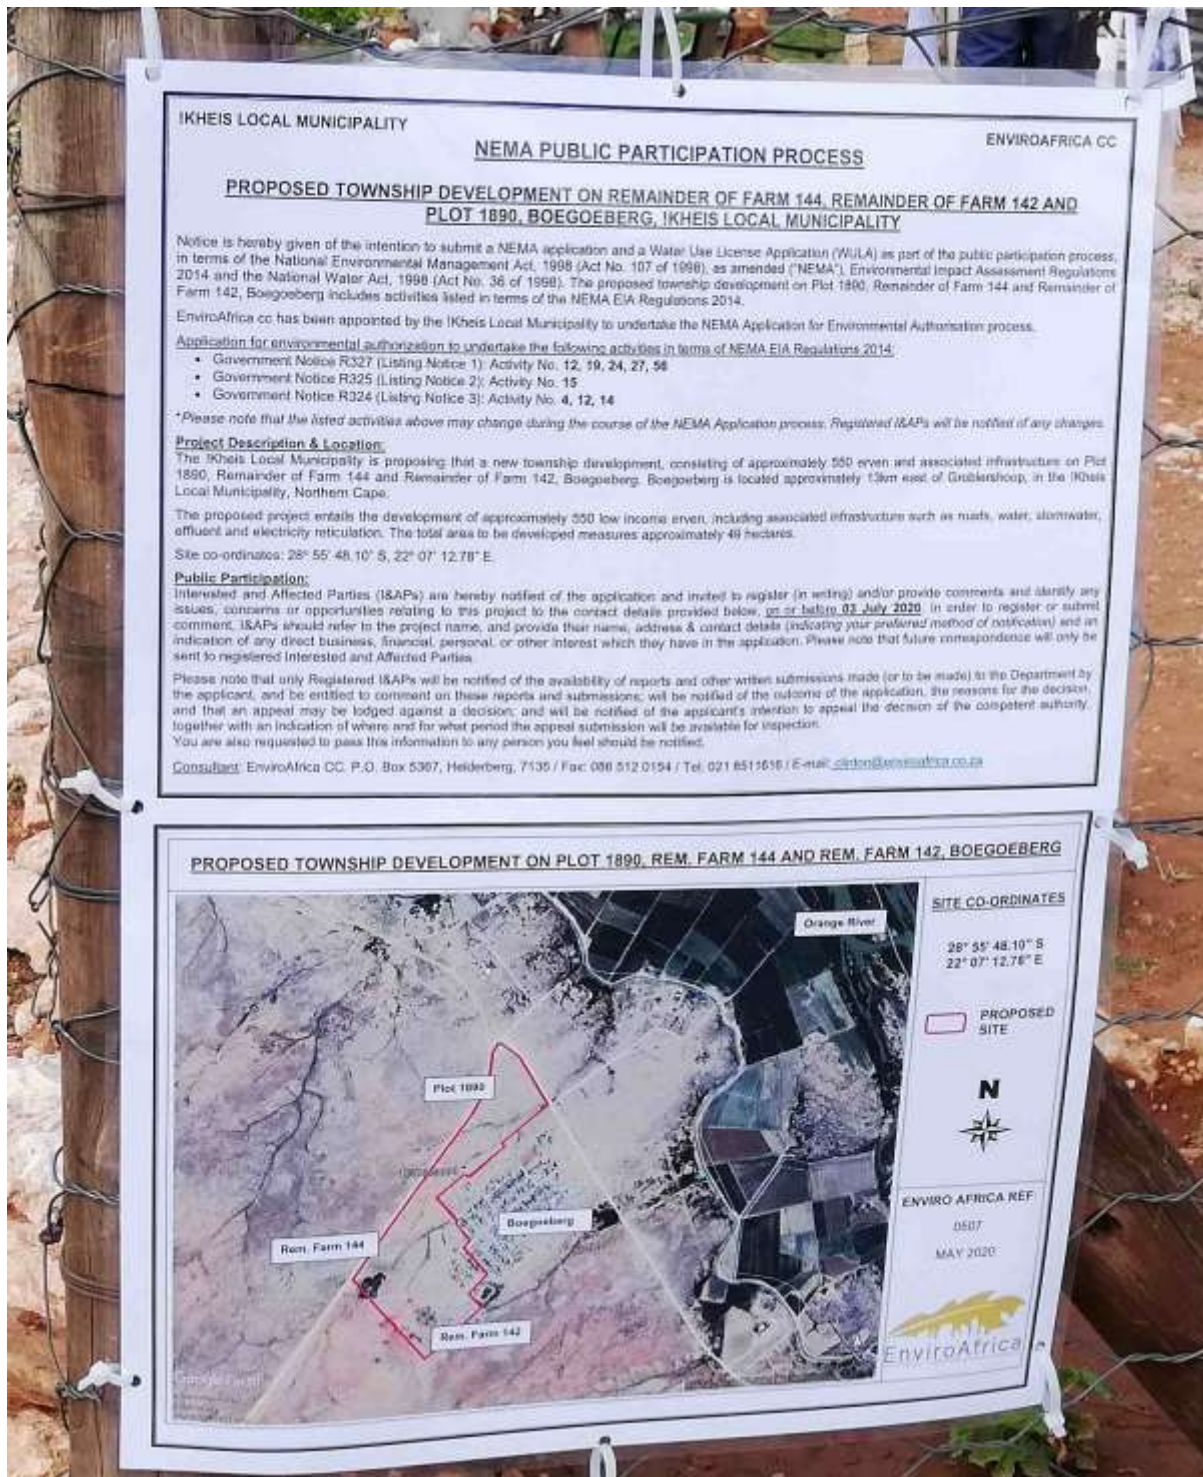 !KHEIS LOCAL MUNICIPALITY
ENVIROAFRICA CC
NEMA PUBLIC PARTICIPATION PROCESS
PROPOSED TOWNSHIP DEVELOPMENT ON REMAINDER OF FARM 144, REMAINDER OF FARM 142 AND
PLOT 1890, BOEGOEBERG, !KHEIS LOCAL MUNICIPALITY
Notice is hereby given of the intention to submit a NEMA application and a Water Use License Application (WULA) as part of the public participation process,
in terms of the National Environmental Management Act, 1998 (Act No. 107 of 1998), as amended ("NEMA"), Environmental Impact Assessment Regulations
2014 and the National Water Act, 1998 (Act No. 36 of 1998). The proposed township development on Plot 1890, Remainder of Farm 144 and Remainder of
Farm 142, Boegoeberg includes activities listed in terms of the NEMA EIA Regulations 2014.
EnviroAfrica cc has been appointed by the !Kheis Local Municipality to undertake the NEMA Application for Environmental Authorisation process.
Application for environmental authorization to undertake the following activities in terms of NEMA EIA Regulations 2014:
• Government Notice R327 (Listing Notice 1): Activity No. 12, 19, 24, 27, 56
• Government Notice R325 (Listing Notice 2): Activity No. 15
• Government Notice R324 (Listing Notice 3): Activity No. 4, 12, 14
*Please note that the listed activities above may change during the course of the NEMA Application process. Registered I&APs will be notified of any changes.
Project Description & Location:
The !Kheis Local Municipality is proposing that a new township development, consisting of approximately 550 erven and associated infrastructure on Plot
1890, Remainder of Farm 144 and Remainder of Farm 142, Boegoeberg. Boegoeberg is located approximately 13km east of Groblershoop, in the !Kheis
Local Municipality, Northern Cape.
The proposed project entails the development of approximately 550 low income erven, including associated infrastructure such as roads, water, stormwater,
effluent and electricity reticulation. The total area to be developed measures approximately 49 hectares.
Site co-ordinates: 28° 55' 48.10" S, 22° 07' 12.78" E.
Public Participation:
Interested and Affected Parties (I&APs) are hereby notified of the application and invited to register (in writing) and/or provide comments and identify any
issues, concerns or opportunities relating to this project to the contact details provided below, on or before 03 July 2020. In order to register or submit
comment, I&APs should refer to the project name, and provide their name, address & contact details (indicating your preferred method of notification) and an
indication of any direct business, financial, personal, or other interest which they have in the application. Please note that future correspondence will only be
sent to registered Interested and Affected Parties.
Please note that only Registered I&APs will be notified of the availability of reports and other written submissions made (or to be made) to the Department by
the applicant, and be entitled to comment on these reports and submissions; will be notified of the outcome of the application, the reasons for the decision,
and that an appeal may be lodged against a decision; and will be notified of the applicant's intention to appeal the decision of the competent authority,
together with an indication of where and for what period the appeal submission will be available for inspection.
You are also requested to pass this information to any person you feel should be notified.
Consultant: EnviroAfrica CC. P.O. Box 5367, Helderberg, 7135 / Fax: 086 512 0154 / Tel: 021 8511616 / E-mail: clinton@enviroafrica.co.za
PROPOSED TOWNSHIP DEVELOPMENT ON PLOT 1890, REM. FARM 144 AND REM. FARM 142, BOEGOEBERG
Orange River
Plot 1890
Boegoeberg
Rem. Farm 144
Rem. Farm 142
Google Earth
SITE CO-ORDINATES
28° 55' 48.10" S
22° 07' 12.78" E
PROPOSED
SITE
N
ENVIRO AFRICA REF
0507
MAY 2020
EnviroAfrica